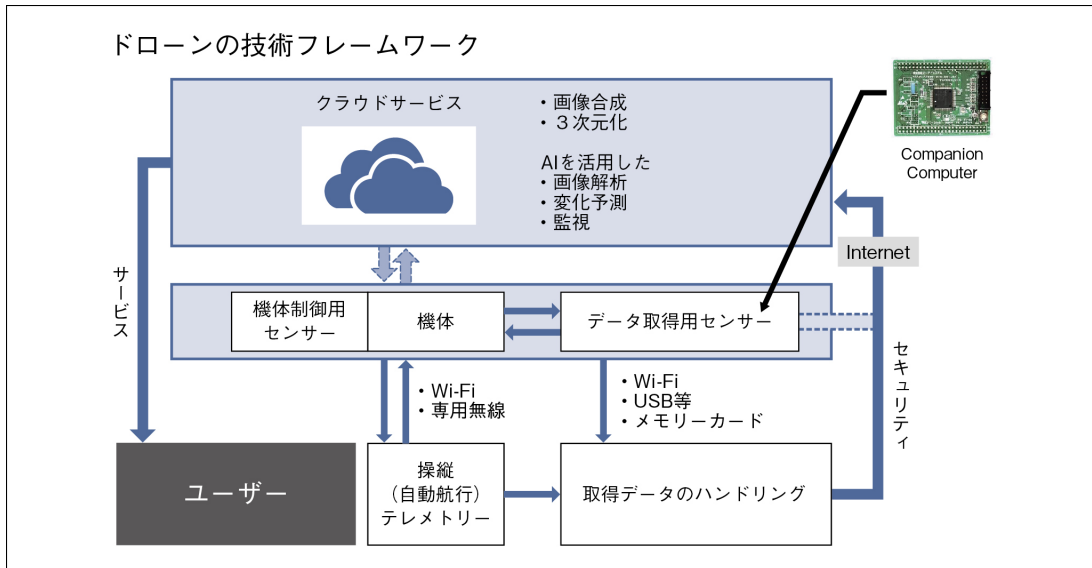 ドローンの技術フレームワーク
クラウドサービス
・画像合成
・３次元化
AIを活用した
・画像解析
・変化予測
・監視
Companion
Computer
Internet
サービス
機体制御用
センサー
機体
データ取得用センサー
セキュリティ
・Wi-Fi
・専用無線
・Wi-Fi
・USB等
・メモリーカード
ユーザー
操縦
（自動航行）
テレメトリー
取得データのハンドリング